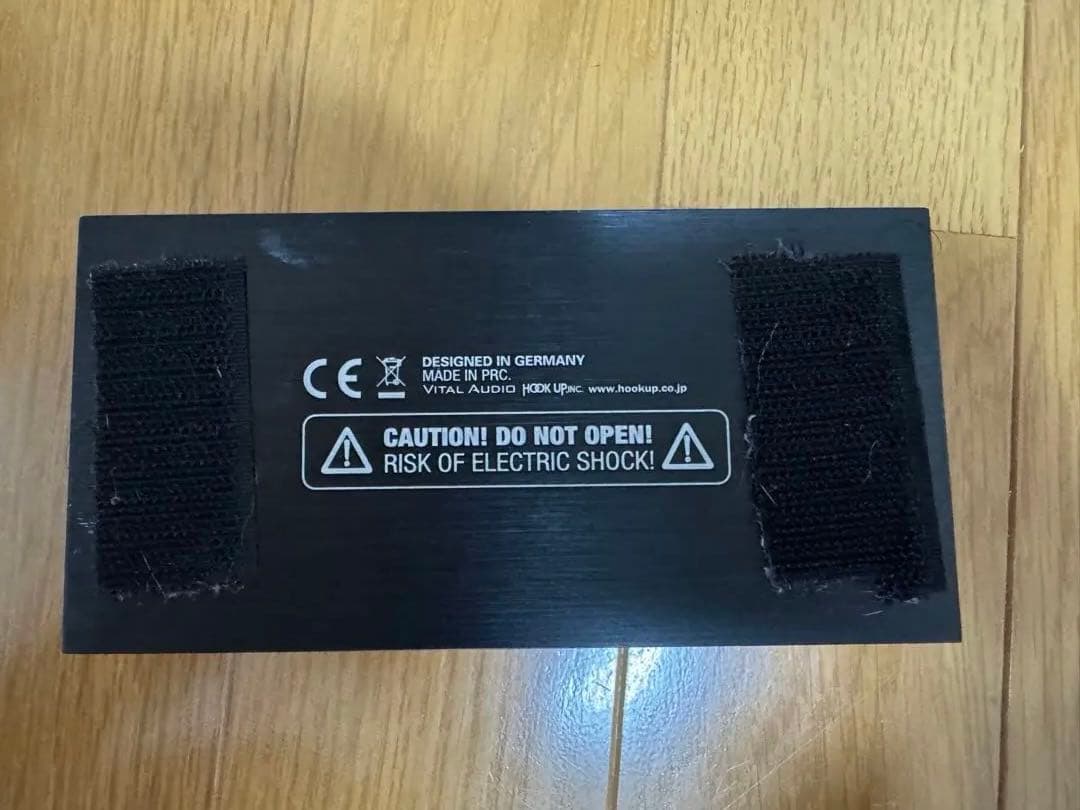 CE DESIGNED IN GERMANY
MADE IN PRC.
VITAL AUDIO HOOK UP,INC. www.hookup.co.jp
CAUTION! DO NOT OPEN!
RISK OF ELECTRIC SHOCK!